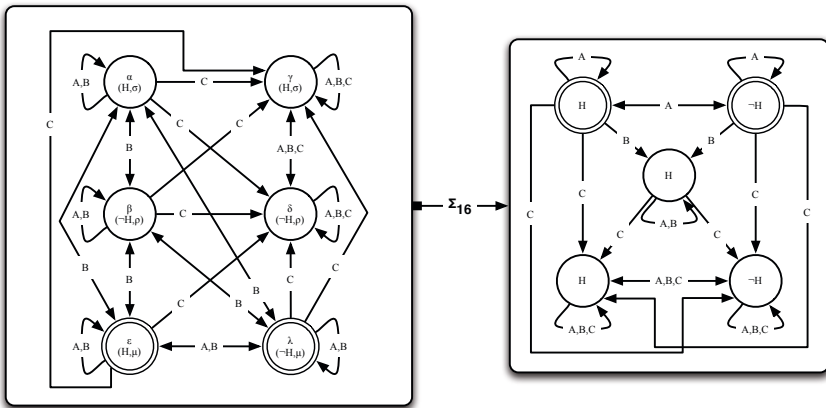 A,B
α
(H,σ)
C
γ
(H,σ)
A,B,C
C
C
C
B
A,B,C
A,B
β
(¬H,ρ)
C
δ
(¬H,ρ)
A,B,C
B
B
C
B
B
C
C
A,B
ε
(H,μ)
A,B
λ
(¬H,μ)
A,B
Σ16
A
A
H
A
¬H
B
B
H
C
C
C
C
A,B
C
C
H
A,B,C
¬H
A,B,C
A,B,C